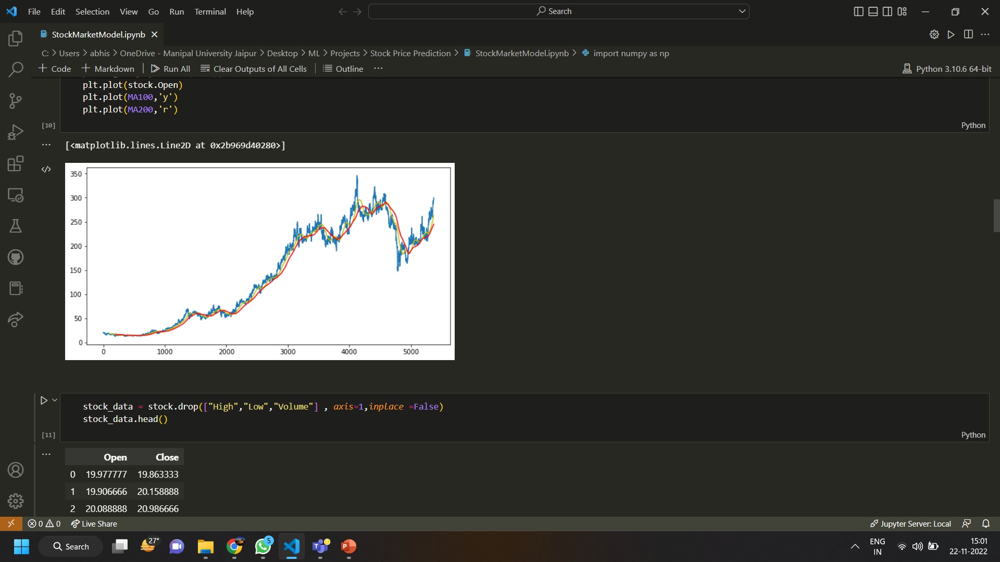 File Edit Selection View Go Run Terminal Help Search
StockMarketModel.ipynb
C: > Users > abhis > OneDrive - Manipal University Jaipur > Desktop > ML > Projects > Stock Price Prediction > StockMarketModel.ipynb > import numpy as np
+ Code + Markdown | Run All Clear Outputs of All Cells | Outline ... Python 3.10.6 64-bit
plt.plot(stock.Open)
plt.plot(MA100,'y')
plt.plot(MA200,'r')
[10] Python
[<matplotlib.lines.Line2D at 0x2b969d40280>]
350
300
250
200
150
100
50
0
0 1000 2000 3000 4000 5000
stock_data = stock.drop(["High","Low","Volume"] , axis=1,inplace =False)
stock_data.head()
[11] Python
Open Close
0 19.977777 19.863333
1 19.906666 20.158888
2 20.088888 20.986666
0 0 Live Share Jupyter Server: Local
Search 27° 5 ENG IN 15:01 22-11-2022